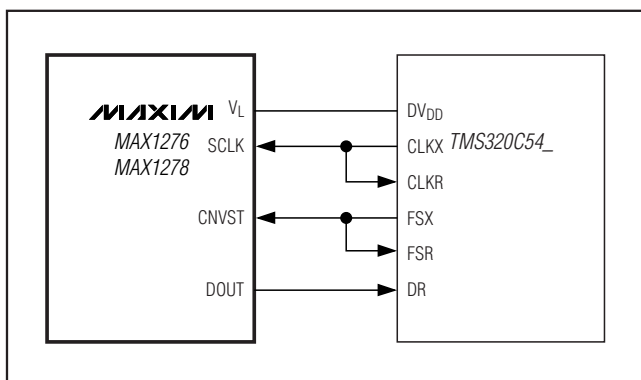 MAXIM
MAX1276
MAX1278
VL
SCLK
CNVST
DOUT
DVDD
CLKX
CLKR
FSX
FSR
DR
TMS320C54_